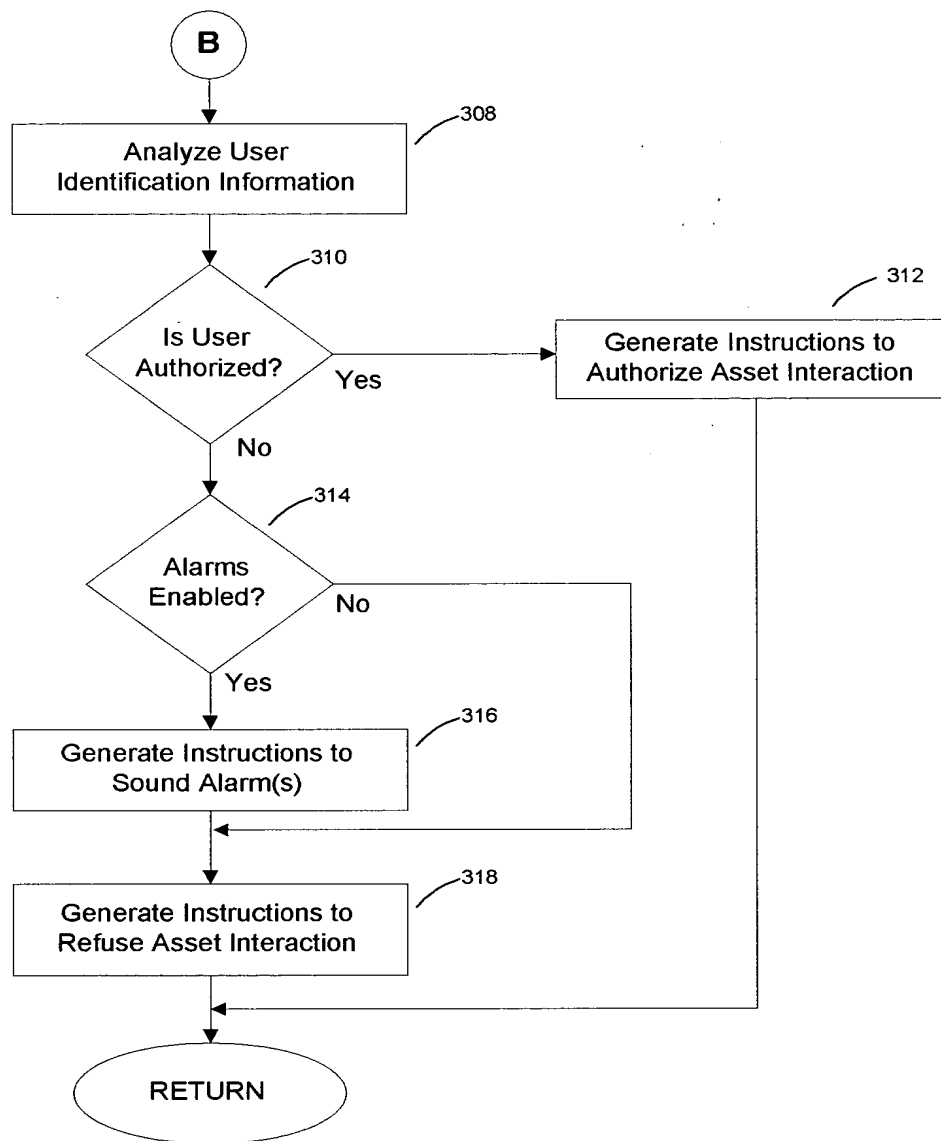 B
308
Analyze User
Identification Information
310
Is User
Authorized?
Yes
No
312
Generate Instructions to
Authorize Asset Interaction
314
Alarms
Enabled?
No
Yes
316
Generate Instructions to
Sound Alarm(s)
318
Generate Instructions to
Refuse Asset Interaction
RETURN